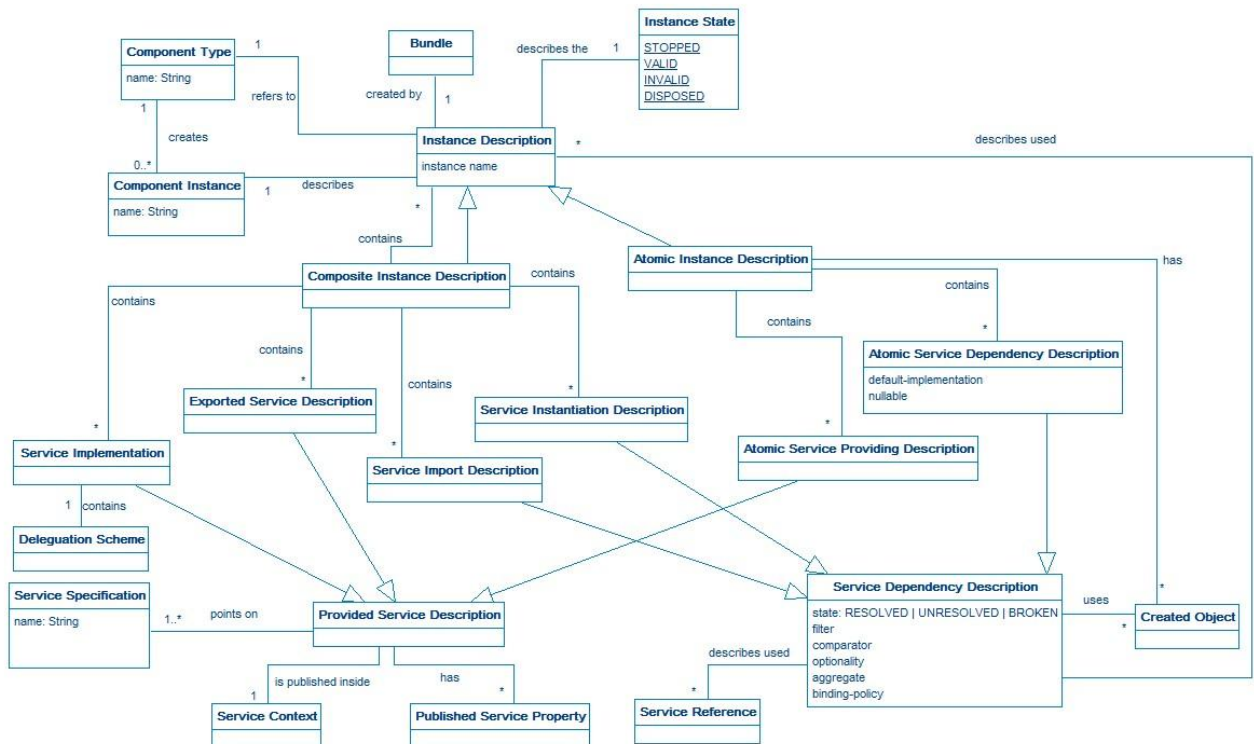 Instance State
STOPPED
VALID
INVALID
DISPOSED
describes the
1
Bundle
created by
1
Component Type
name: String
1
refers to
1
creates
0..*
Component Instance
name: String
1
describes
Instance Description
instance name
*
describes used
*
contains
Composite Instance Description
contains
contains
Atomic Instance Description
has
contains
contains
contains
contains
*
Atomic Service Dependency Description
default-implementation
nullable
*
Exported Service Description
*
Service Instantiation Description
*
Service Implementation
*
Service Import Description
*
Atomic Service Providing Description
1
contains
Deleguation Scheme
Service Specification
name: String
1..*
points on
Provided Service Description
Service Dependency Description
state: RESOLVED | UNRESOLVED | BROKEN
filter
comparator
optionality
aggregate
binding-policy
uses
*
*
Created Object
is published inside
1
has
*
describes used
*
Service Context
Published Service Property
Service Reference